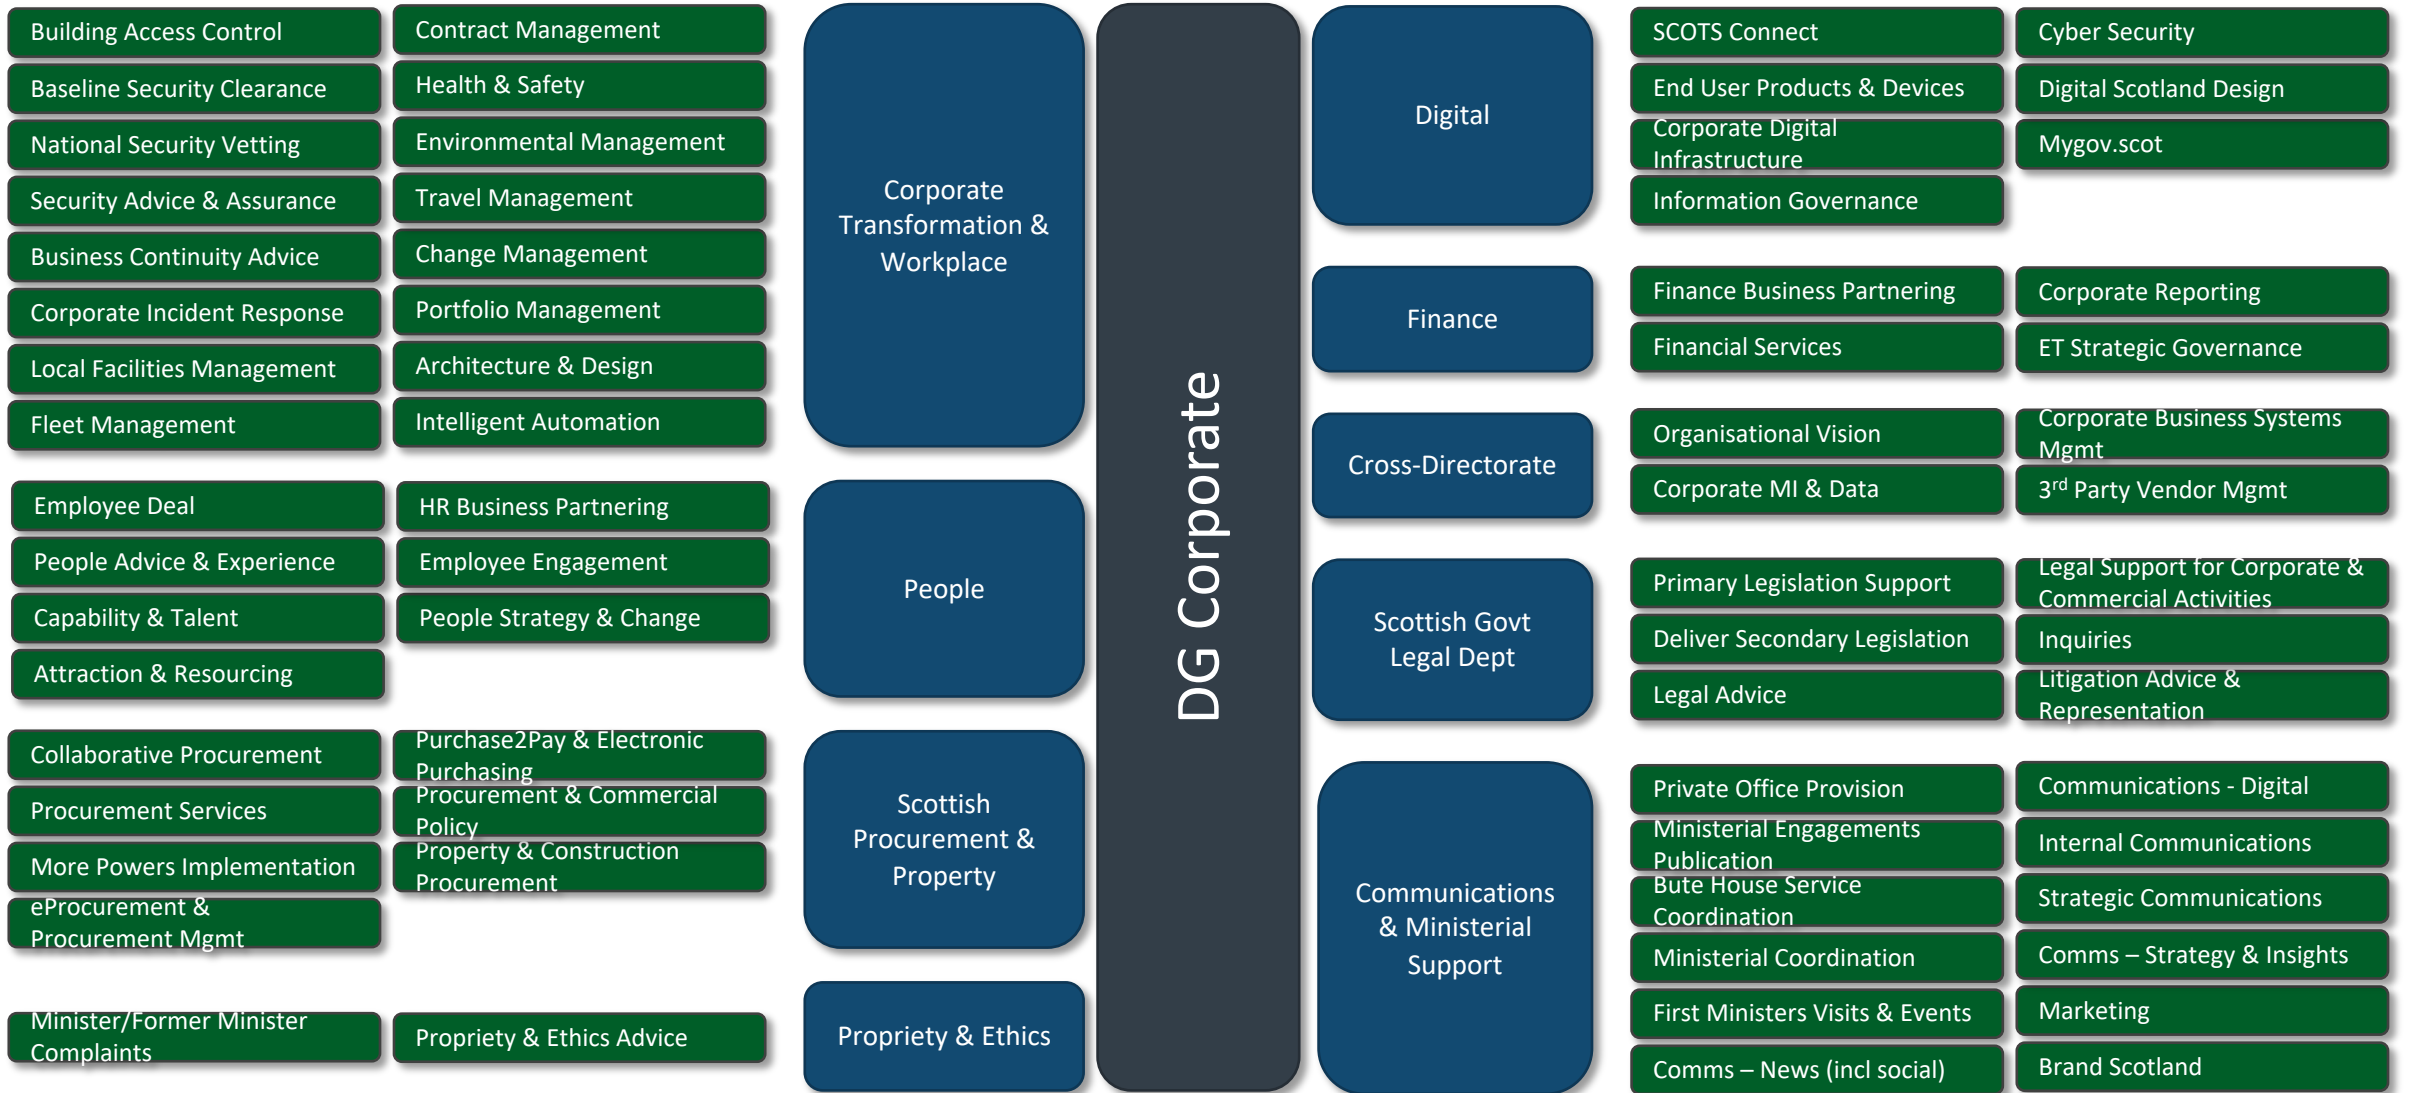 Building Access Control
Baseline Security Clearance
National Security Vetting
Security Advice & Assurance
Business Continuity Advice
Corporate Incident Response
Local Facilities Management
Fleet Management
Contract Management
Health & Safety
Environmental Management
Travel Management
Change Management
Portfolio Management
Architecture & Design
Intelligent Automation
Corporate
Transformation &
Workplace
Employee Deal
People Advice & Experience
Capability & Talent
Attraction & Resourcing
HR Business Partnering
Employee Engagement
People Strategy & Change
People
Collaborative Procurement
Procurement Services
More Powers Implementation
eProcurement &
Procurement Mgmt
Purchase2Pay & Electronic
Purchasing
Procurement & Commercial
Policy
Property & Construction
Procurement
Scottish
Procurement &
Property
Minister/Former Minister
Complaints
Propriety & Ethics Advice
Propriety & Ethics
DG Corporate
Digital
SCOTS Connect
End User Products & Devices
Corporate Digital
Infrastructure
Information Governance
Cyber Security
Digital Scotland Design
Mygov.scot
Finance
Finance Business Partnering
Financial Services
Corporate Reporting
ET Strategic Governance
Cross-Directorate
Organisational Vision
Corporate MI & Data
Corporate Business Systems
Mgmt
3rd Party Vendor Mgmt
Scottish Govt
Legal Dept
Primary Legislation Support
Deliver Secondary Legislation
Legal Advice
Legal Support for Corporate &
Commercial Activities
Inquiries
Litigation Advice &
Representation
Communications
& Ministerial
Support
Private Office Provision
Ministerial Engagements
Publication
Bute House Service
Coordination
Ministerial Coordination
First Ministers Visits & Events
Comms – News (incl social)
Communications - Digital
Internal Communications
Strategic Communications
Comms – Strategy & Insights
Marketing
Brand Scotland